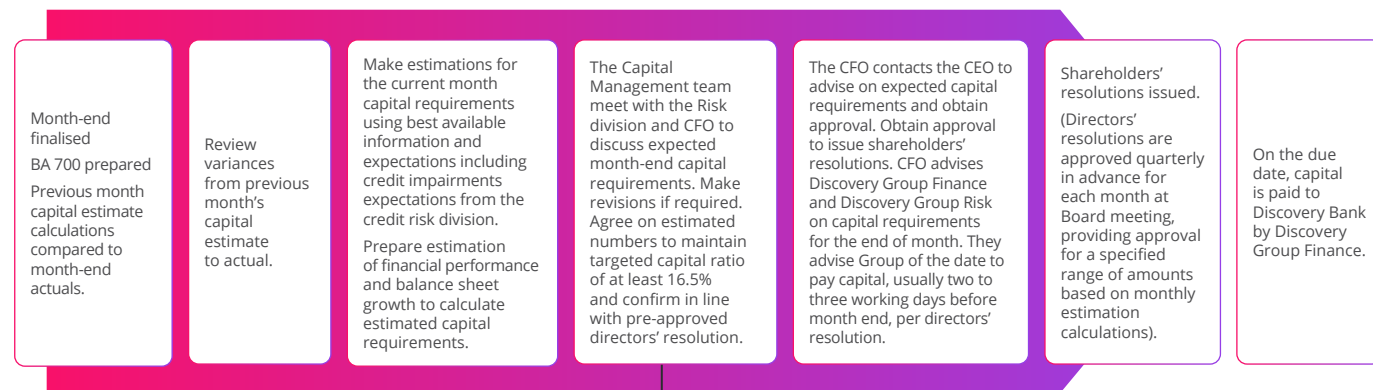 Month-end
finalised
BA 700 prepared
Previous month
capital estimate
calculations
compared to
month-end
actuals.
Review
variances
from previous
month’s
capital
estimate
to actual.
Make estimations for
the current month
capital requirements
using best available
information and
expectations including
credit impairments
expectations from the
credit risk division.
Prepare estimation
of financial performance
and balance sheet
growth to calculate
estimated capital
requirements.
The Capital
Management team
meet with the Risk
division and CFO to
discuss expected
month-end capital
requirements. Make
revisions if required.
Agree on estimated
numbers to maintain
targeted capital ratio
of at least 16.5%
and confirm in line
with pre-approved
directors’ resolution.
The CFO contacts the CEO to
advise on expected capital
requirements and obtain
approval. Obtain approval
to issue shareholders’
resolutions. CFO advises
Discovery Group Finance
and Discovery Group Risk
on capital requirements
for the end of month. They
advise Group of the date to
pay capital, usually two to
three working days before
month end, per directors’
resolution.
Shareholders’
resolutions issued.
(Directors’
resolutions are
approved quarterly
in advance for
each month at
Board meeting,
providing approval
for a specified
range of amounts
based on monthly
estimation
calculations).
On the due
date, capital
is paid to
Discovery Bank
by Discovery
Group Finance.